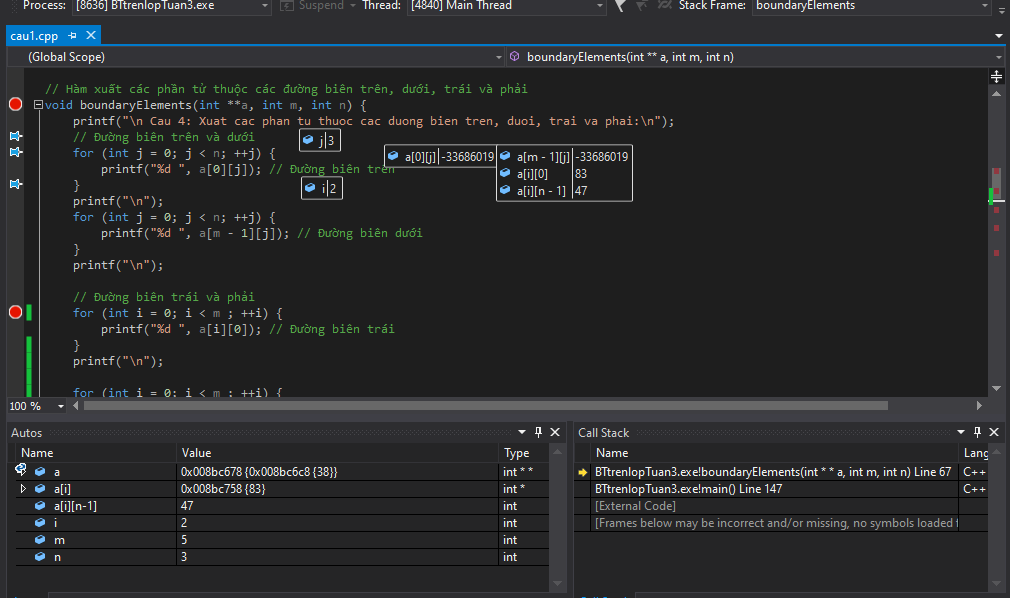 Process: [8636] BTtrenlopTuan3.exe Suspend Thread: [4840] Main Thread Stack Frame: boundaryElements
cau1.cpp
(Global Scope) boundaryElements(int ** a, int m, int n)
// Hàm xuất các phần tử thuộc các đường biên trên, dưới, trái và phải
void boundaryElements(int **a, int m, int n) {
printf("\n Cau 4: Xuat cac phan tu thuoc cac duong bien tren, duoi, trai va phai:\n");
// Đường biên trên và dưới
j 3
for (int j = 0; j < n; ++j) {
a[0][j] -33686019
a[m - 1][j] -33686019
printf("%d ", a[0][j]); // Đường biên trên
a[i][0] 83
}
i 2
a[i][n - 1] 47
printf("\n");
for (int j = 0; j < n; ++j) {
printf("%d ", a[m - 1][j]); // Đường biên dưới
}
printf("\n");
// Đường biên trái và phải
for (int i = 0; i < m ; ++i) {
printf("%d ", a[i][0]); // Đường biên trái
}
printf("\n");
for (int i = 0; i < m ; ++i) {
100 %
Autos
Name Value Type
a 0x008bc678 {0x008bc6c8 {38}} int * *
a[i] 0x008bc758 {83} int *
a[i][n-1] 47 int
i 2 int
m 5 int
n 3 int
Call Stack
Name Lang
BTtrenlopTuan3.exe!boundaryElements(int * * a, int m, int n) Line 67 C++
BTtrenlopTuan3.exe!main() Line 147 C++
[External Code]
[Frames below may be incorrect and/or missing, no symbols loaded f